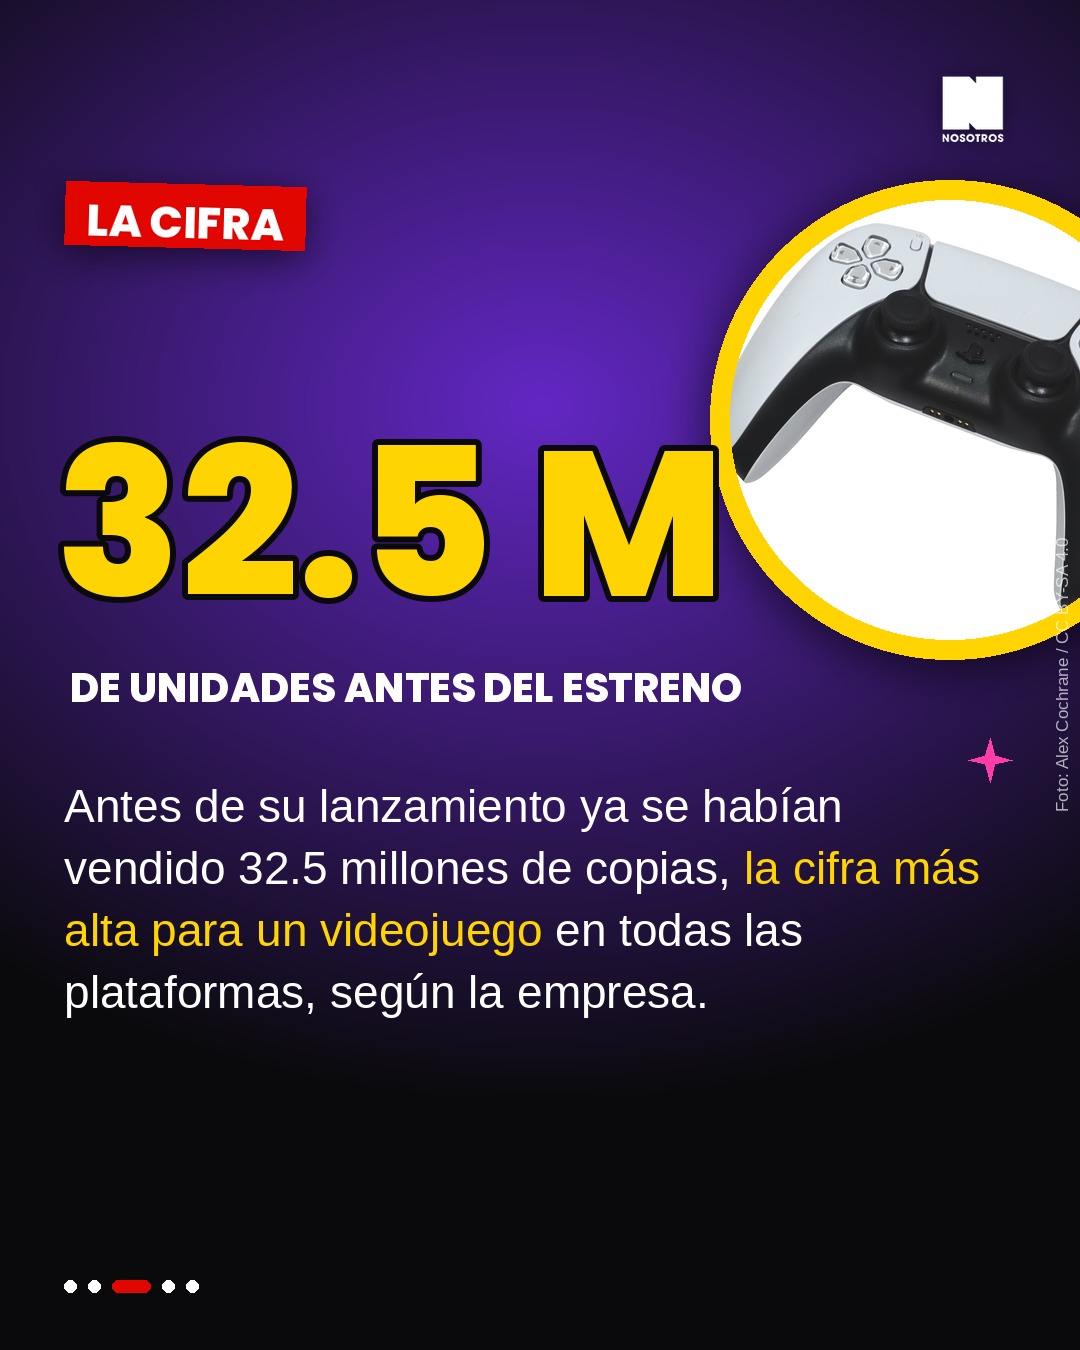 NOSOTROS
LA CIFRA
32.5 M
DE UNIDADES ANTES DEL ESTRENO
Antes de su lanzamiento ya se habían
vendido 32.5 millones de copias, la cifra más
alta para un videojuego en todas las
plataformas, según la empresa.
Foto: Alex Cochrane / CC BY-SA 4.0